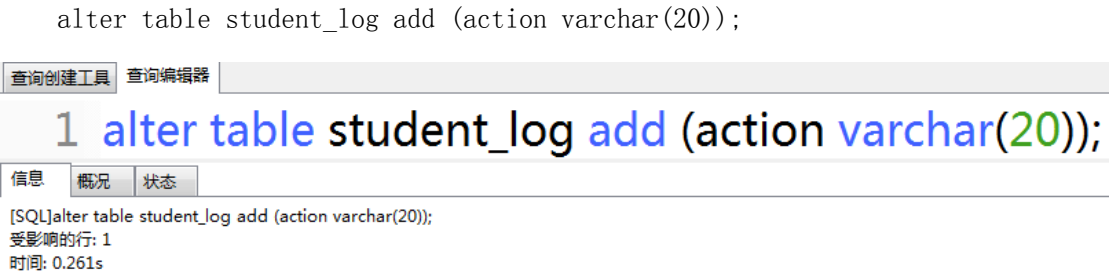 alter table student_log add (action varchar(20));
查询创建工具 查询编辑器
1 alter table student_log add (action varchar(20));
信息 概况 状态
[SQL]alter table student_log add (action varchar(20));
受影响的行: 1
时间: 0.261s